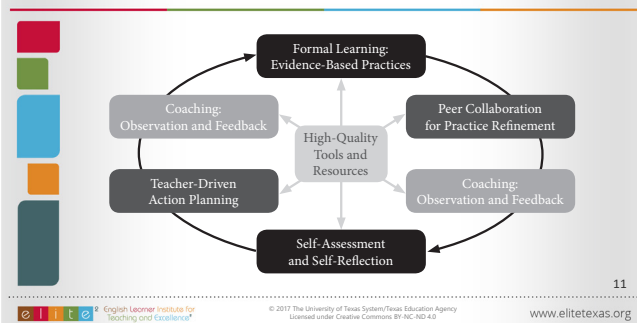 Formal Learning:
Evidence-Based Practices
Coaching:
Observation and Feedback
Peer Collaboration
for Practice Refinement
High-Quality
Tools and
Resources
Teacher-Driven
Action Planning
Coaching:
Observation and Feedback
Self-Assessment
and Self-Reflection
11
elite
English Learner Institute for
Teaching and Excellence
© 2017 The University of Texas System/Texas Education Agency
Licensed under Creative Commons BY-NC-ND 4.0
www.elitetexas.org